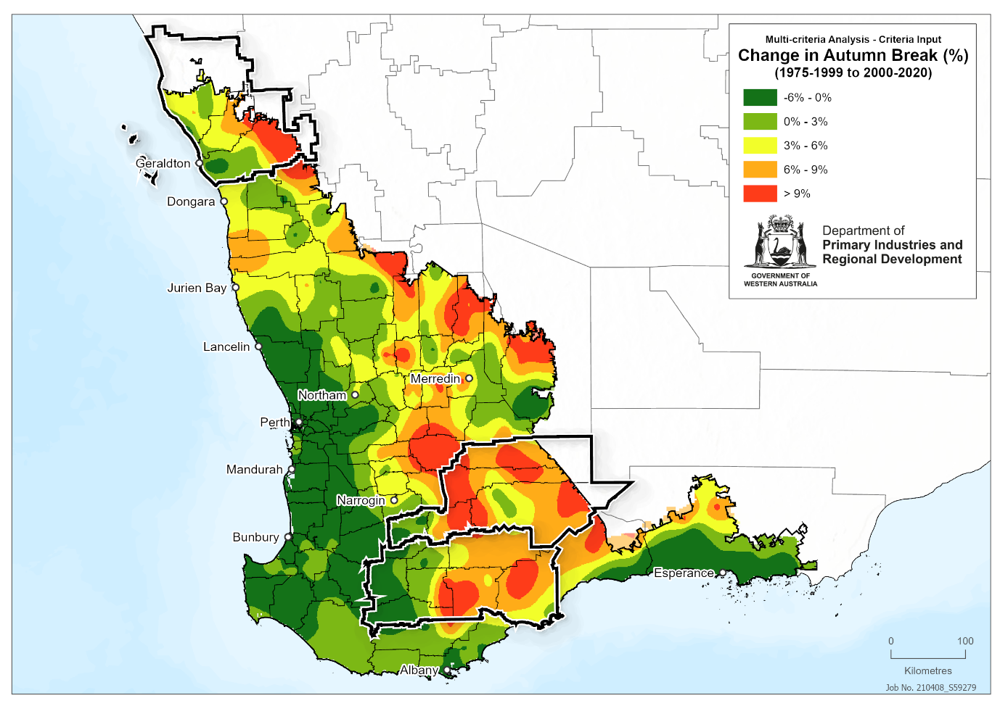 Multi-criteria Analysis - Criteria Input
Change in Autumn Break (%)
(1975-1999 to 2000-2020)
-6% - 0%
0% - 3%
3% - 6%
6% - 9%
> 9%
Department of
Primary Industries and
Regional Development
GOVERNMENT OF
WESTERN AUSTRALIA
Geraldton
Dongara
Jurien Bay
Lancelin
Merredin
Northam
Perth
Mandurah
Narrogin
Bunbury
Esperance
Albany
0 100
Kilometres
Job No. 210408_S59279